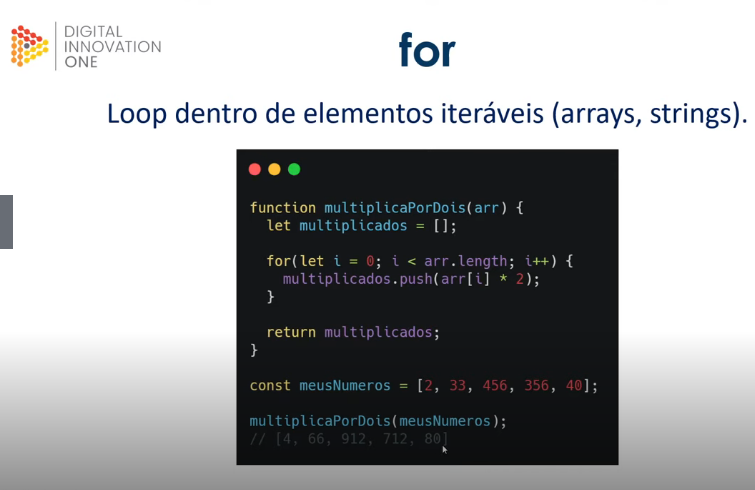 DIGITAL
INNOVATION
ONE
for
Loop dentro de elementos iteráveis (arrays, strings).
function multiplicaPorDois(arr) {
  let multiplicados = [];
  for(let i = 0; i < arr.length; i++) {
    multiplicados.push(arr[i] * 2);
  }
  return multiplicados;
}
const meusNumeros = [2, 33, 456, 356, 40];
multiplicaPorDois(meusNumeros);
// [4, 66, 912, 712, 80]